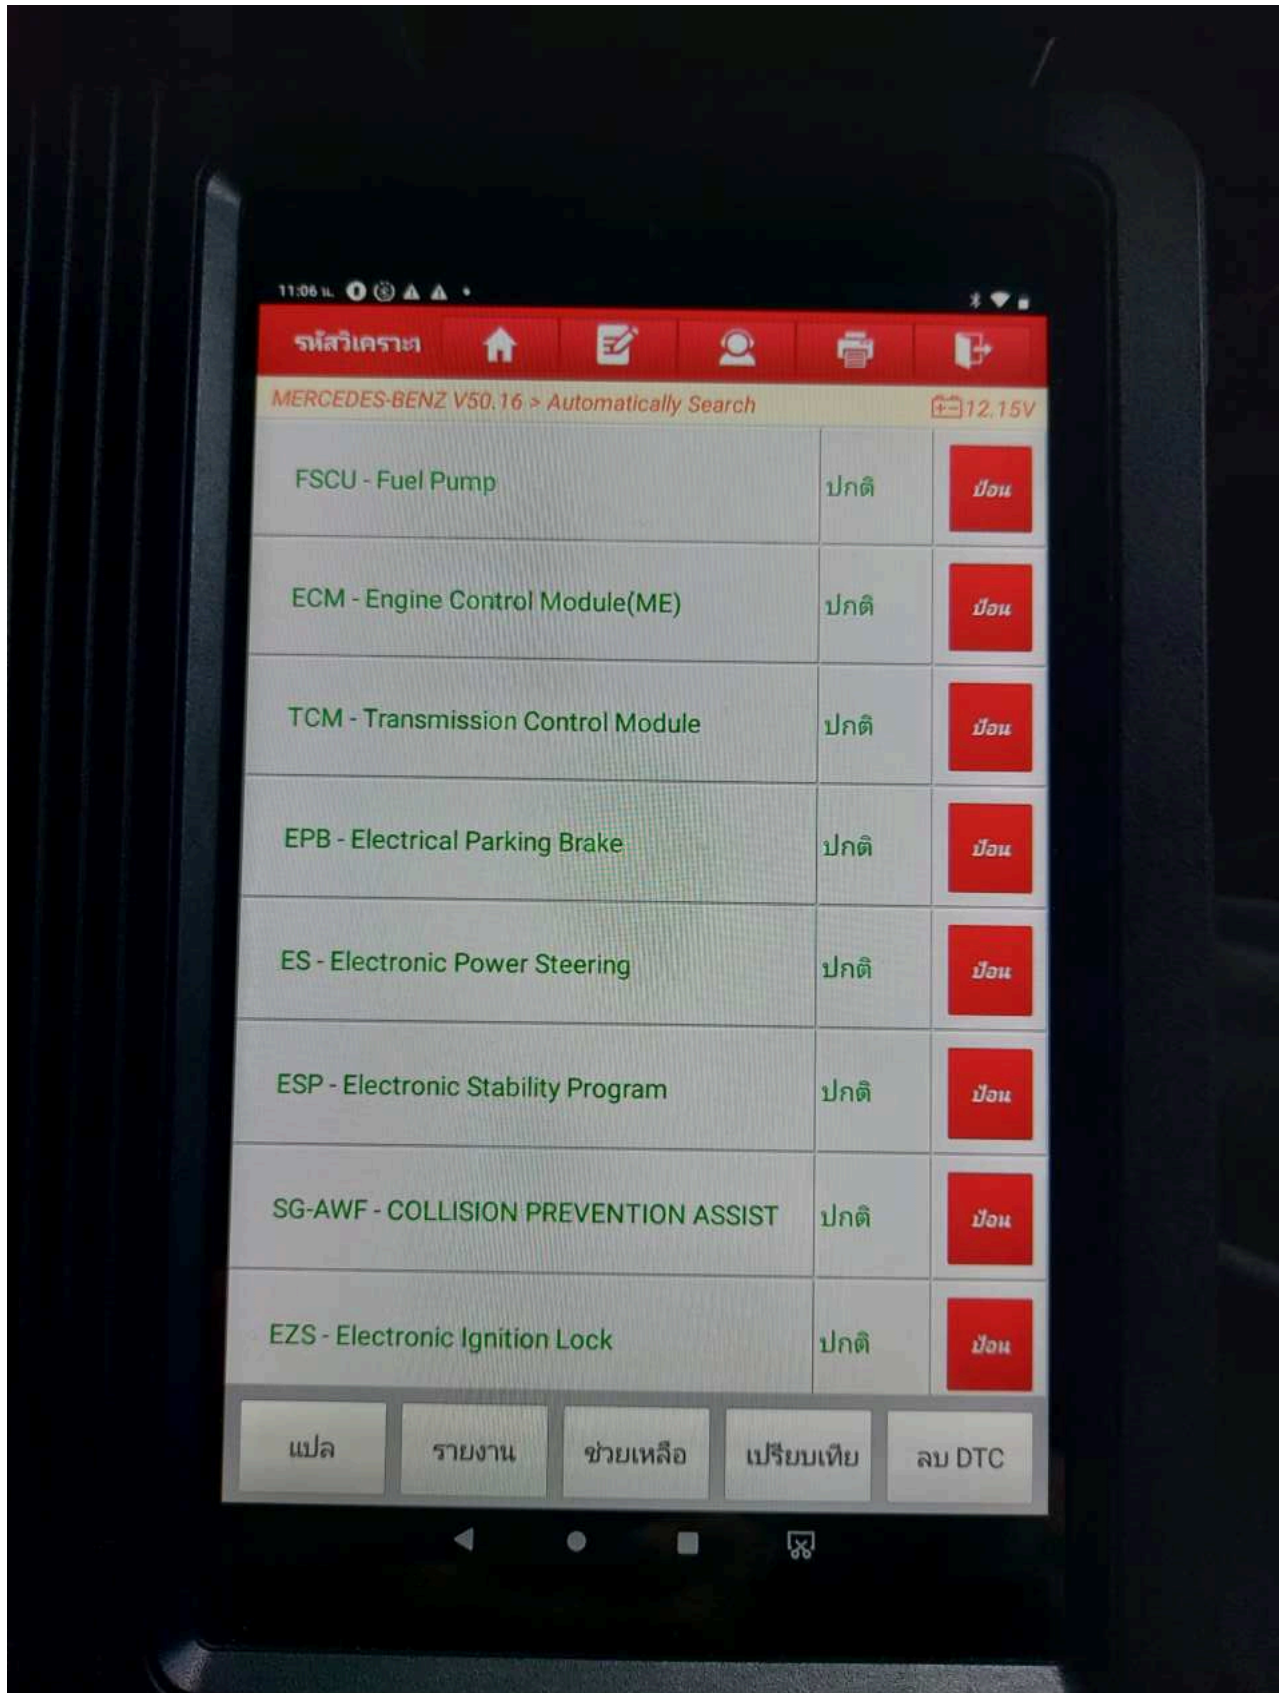 11:06 น.
รหัสวิเคราะห์
MERCEDES-BENZ V50.16 > Automatically Search 12.15V
FSCU - Fuel Pump ปกติ ป้อน
ECM - Engine Control Module(ME) ปกติ ป้อน
TCM - Transmission Control Module ปกติ ป้อน
EPB - Electrical Parking Brake ปกติ ป้อน
ES - Electronic Power Steering ปกติ ป้อน
ESP - Electronic Stability Program ปกติ ป้อน
SG-AWF - COLLISION PREVENTION ASSIST ปกติ ป้อน
EZS - Electronic Ignition Lock ปกติ ป้อน
แปล รายงาน ช่วยเหลือ เปรียบเทีย ลบ DTC